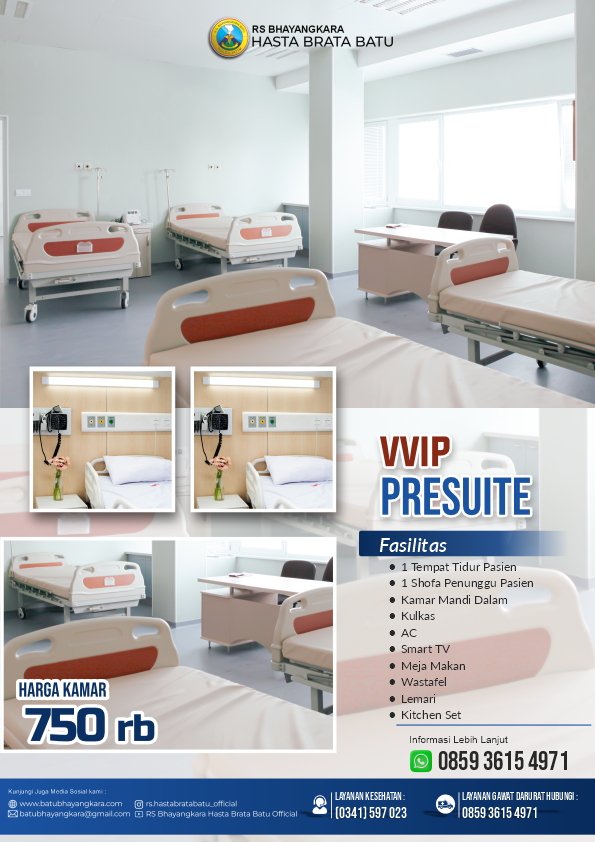 RS BHAYANGKARA
HASTA BRATA BATU
VVIP
PRESUITE
Fasilitas
• 1 Tempat Tidur Pasien
• 1 Shofa Penunggu Pasien
• Kamar Mandi Dalam
• Kulkas
• AC
• Smart TV
• Meja Makan
• Wastafel
• Lemari
• Kitchen Set
HARGA KAMAR
750 rb
Informasi Lebih Lanjut
0859 3615 4971
Kunjungi Juga Media Sosial kami :
www.batubhayangkara.com
rs.hastabratabatu_official
batubhayangkara@gmail.com
RS Bhayangkara Hasta Brata Batu Official
LAYANAN KESEHATAN :
(0341) 597 023
LAYANAN GAWAT DARURAT HUBUNGI :
0859 3615 4971